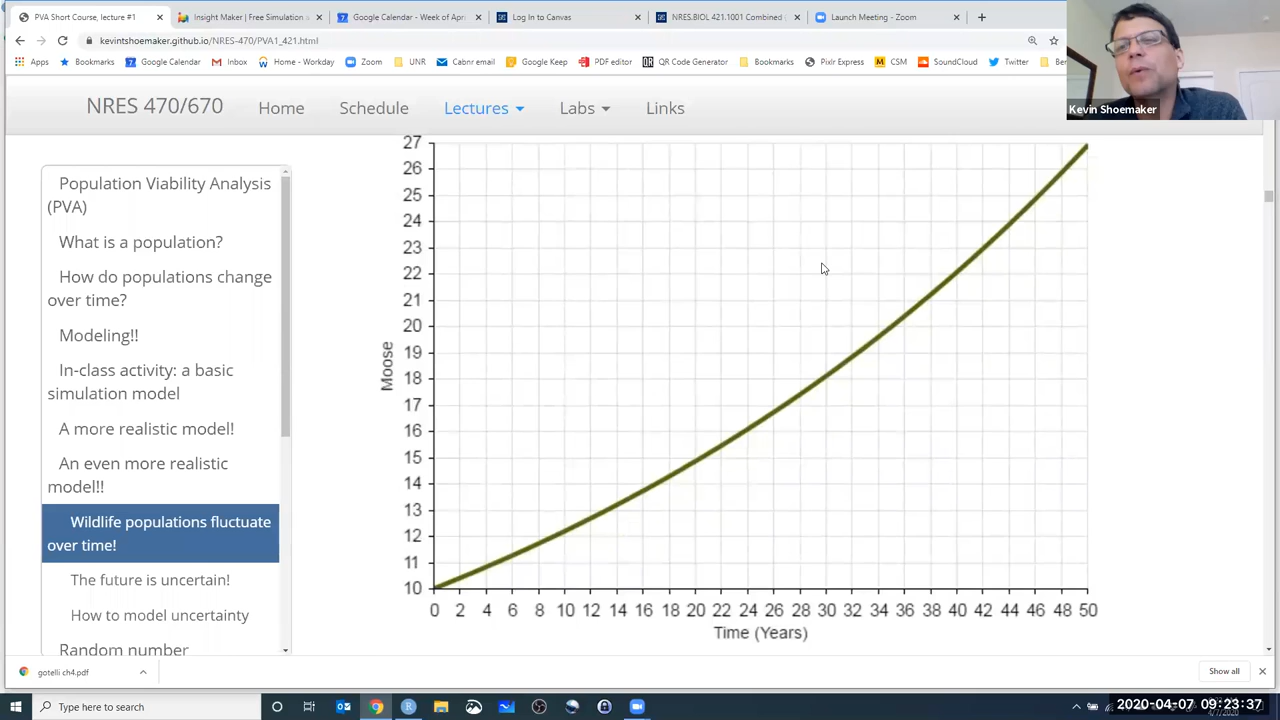 PVA Short Course, lecture #1
Insight Maker | Free Simulation
Google Calendar - Week of Apr
Log In to Canvas
NRES.BIOL 421.1001 Combined
Launch Meeting - Zoom
kevintshoemaker.github.io/NRES-470/PVA1_421.html
Apps
Bookmarks
Google Calendar
Inbox
Home - Workday
Zoom
UNR
Cabnr email
Google Keep
PDF editor
QR Code Generator
Bookmarks
Pixlr Express
CSM
SoundCloud
Twitter
Kevin Shoemaker
NRES 470/670
Home
Schedule
Lectures
Labs
Links
Population Viability Analysis
(PVA)
What is a population?
How do populations change
over time?
Modeling!!
In-class activity: a basic
simulation model
A more realistic model!
An even more realistic
model!!
Wildlife populations fluctuate
over time!
The future is uncertain!
How to model uncertainty
Random number
27
26
25
24
23
22
21
20
19
18
17
16
15
14
13
12
11
10
Moose
0 2 4 6 8 10 12 14 16 18 20 22 24 26 28 30 32 34 36 38 40 42 44 46 48 50
Time (Years)
gotelli ch4.pdf
Show all
Type here to search
2020-04-07 09:23:37